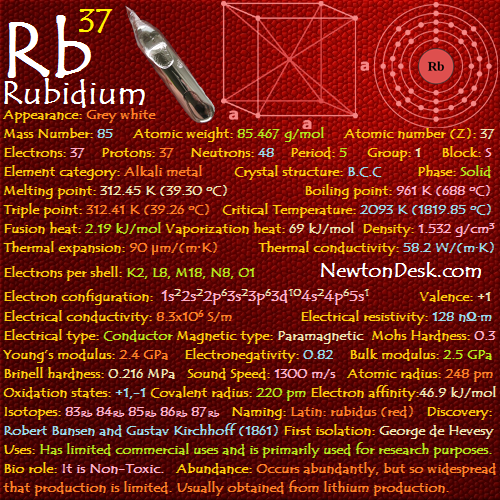 37
Rb
Rubidium
Rb
a
a
a
Appearance: Grey white
Mass Number: 85 Atomic weight: 85.467 g/mol Atomic number (Z): 37
Electrons: 37 Protons: 37 Neutrons: 48 Period: 5 Group: 1 Block: S
Element category: Alkali metal Crystal structure: B.C.C Phase: Solid
Melting point: 312.45 K (39.30 ºC) Boiling point: 961 K (688 ºC)
Triple point: 312.41 K (39.26 ºC) Critical Temperature: 2093 K (1819.85 ºC)
Fusion heat: 2.19 kJ/mol Vaporization heat: 69 kJ/mol Density: 1.532 g/cm³
Thermal expansion: 90 μm/(m·K) Thermal conductivity: 58.2 W/(m·K)
Electrons per shell: K2, L8, M18, N8, O1 NewtonDesk.com
Electron configuration: 1s²2s²2p⁶3s²3p⁶3d¹⁰4s²4p⁶5s¹ Valence: +1
Electrical conductivity: 8.3x10⁶ S/m Electrical resistivity: 128 nΩ·m
Electrical type: Conductor Magnetic type: Paramagnetic Mohs Hardness: 0.3
Young's modulus: 2.4 GPa Electronegativity: 0.82 Bulk modulus: 2.5 GPa
Brinell hardness: 0.216 MPa Sound Speed: 1300 m/s Atomic radius: 248 pm
Oxidation states: +1,-1 Covalent radius: 220 pm Electron affinity:46.9 kJ/mol
Isotopes: 83Rb 84Rb 85Rb 86Rb 87Rb Naming: Latin: rubidus (red) Discovery:
Robert Bunsen and Gustav Kirchhoff (1861) First isolation: George de Hevesy
Uses: Has limited commercial uses and is primarily used for research purposes.
Bio role: It is Non-Toxic. Abundance: Occurs abundantly, but so widespread
that production is limited. Usually obtained from lithium production.